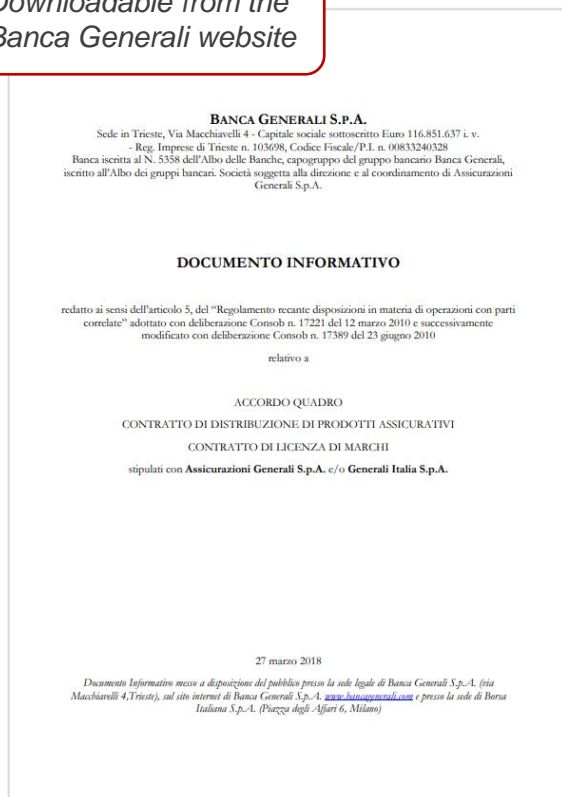 Downloadable from the
Banca Generali website
BANCA GENERALI S.P.A.
Sede in Trieste, Via Macchiavelli 4 - Capitale sociale sottoscritto Euro 116.851.637 i. v.
- Reg. Imprese di Trieste n. 103698, Codice Fiscale/P.I. n. 00833240328
Banca iscritta al N. 5358 dell'Albo delle Banche, capogruppo del gruppo bancario Banca Generali,
iscritto all'Albo dei gruppi bancari. Società soggetta alla direzione e al coordinamento di Assicurazioni
Generali S.p.A.
DOCUMENTO INFORMATIVO
redatto ai sensi dell'articolo 5, del "Regolamento recante disposizioni in materia di operazioni con parti
correlate" adottato con deliberazione Consob n. 17221 del 12 marzo 2010 e successivamente
modificato con deliberazione Consob n. 17389 del 23 giugno 2010
relativo a
ACCORDO QUADRO
CONTRATTO DI DISTRIBUZIONE DI PRODOTTI ASSICURATIVI
CONTRATTO DI LICENZA DI MARCHI
stipulati con Assicurazioni Generali S.p.A. e/o Generali Italia S.p.A.
27 marzo 2018
Documento Informativo messo a disposizione del pubblico presso la sede legale di Banca Generali S.p.A. (via
Macchiavelli 4,Trieste), sul sito internet di Banca Generali S.p.A. www.bancagenerali.com e presso la sede di Borsa
Italiana S.p.A. (Piazza degli Affari 6, Milano)